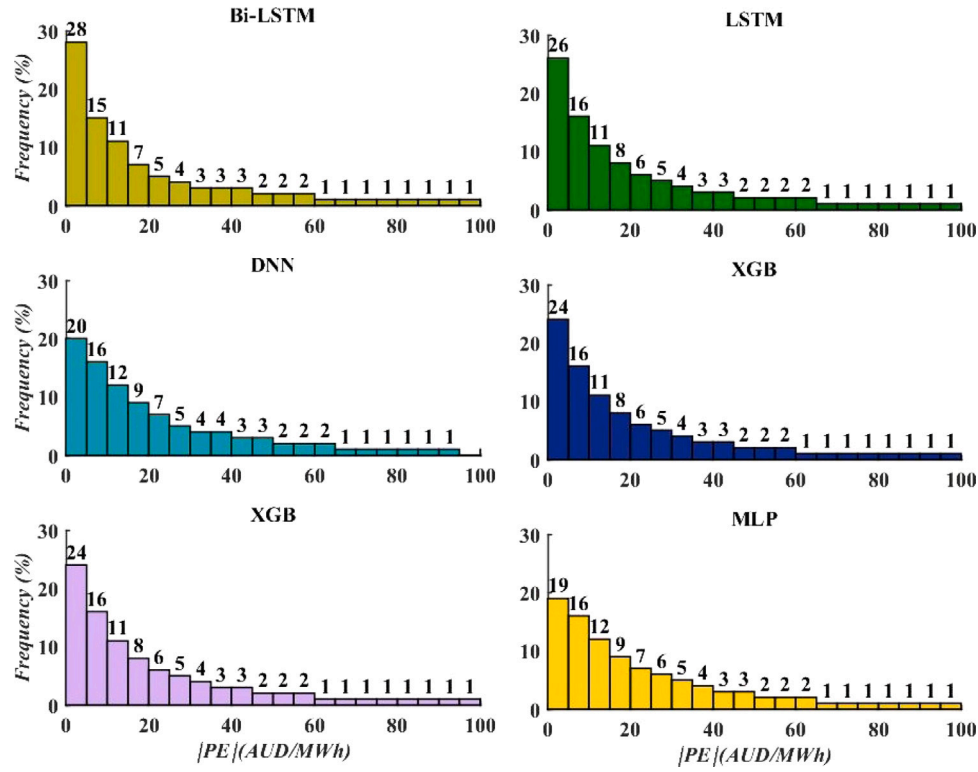 Bi-LSTM
Frequency (%)
30
20
10
0
28 15 11 7 5 4 3 3 3 2 2 2 1 1 1 1 1 1 1 1
0 20 40 60 80 100
LSTM
30
20
10
0
26 16 11 8 6 5 4 3 3 2 2 2 2 1 1 1 1 1 1 1
0 20 40 60 80 100
DNN
Frequency (%)
30
20
10
0
20 16 12 9 7 5 4 4 3 3 2 2 2 1 1 1 1 1 1
0 20 40 60 80 100
XGB
30
20
10
0
24 16 11 8 6 5 4 3 3 2 2 2 1 1 1 1 1 1 1 1
0 20 40 60 80 100
XGB
Frequency (%)
30
20
10
0
24 16 11 8 6 5 4 3 3 2 2 2 1 1 1 1 1 1 1 1
0 20 40 60 80 100
|PE|(AUD/MWh)
MLP
30
20
10
0
19 16 12 9 7 6 5 4 3 3 2 2 2 1 1 1 1 1 1 1
0 20 40 60 80 100
|PE|(AUD/MWh)